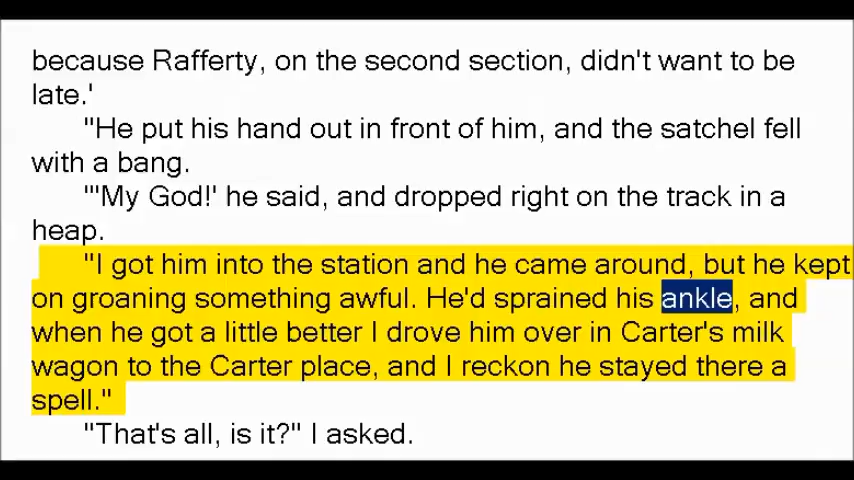 because Rafferty, on the second section, didn't want to be
late.'
"He put his hand out in front of him, and the satchel fell
with a bang.
"'My God!' he said, and dropped right on the track in a
heap.
"I got him into the station and he came around, but he kept
on groaning something awful. He'd sprained his ankle, and
when he got a little better I drove him over in Carter's milk
wagon to the Carter place, and I reckon he stayed there a
spell."
"That's all, is it?" I asked.